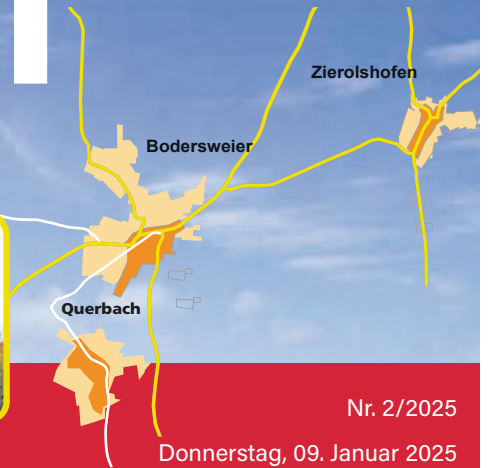 Zierolshofen
Bodersweier
Querbach
Nr. 2/2025
Donnerstag, 09. Januar 2025